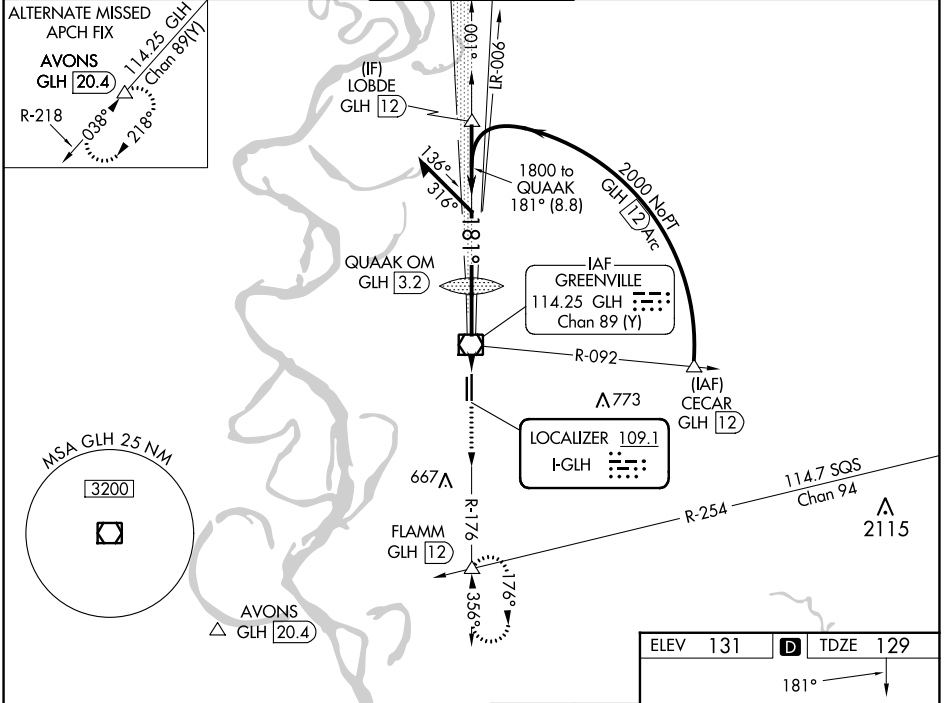 ALTERNATE MISSED
APCH FIX
AVONS
GLH 20.4
114.25 GLH
Chan 89(Y)
R-218
038°
218°
001°
LR-006
(IF)
LOBDE
GLH 12
136°
316°
1800 to
QUAAK
181° (8.8)
2000 NoPT
GLH 12 Arc
181°
QUAAK OM
GLH 3.2
IAF
GREENVILLE
114.25 GLH
Chan 89 (Y)
R-092
(IAF)
CECAR
GLH 12
773
LOCALIZER 109.1
I-GLH
MSA GLH 25 NM
3200
667
R-176
114.7 SQS
Chan 94
R-254
2115
FLAMM
GLH 12
176°
356°
AVONS
GLH 20.4
ELEV 131 D TDZE 129
181°